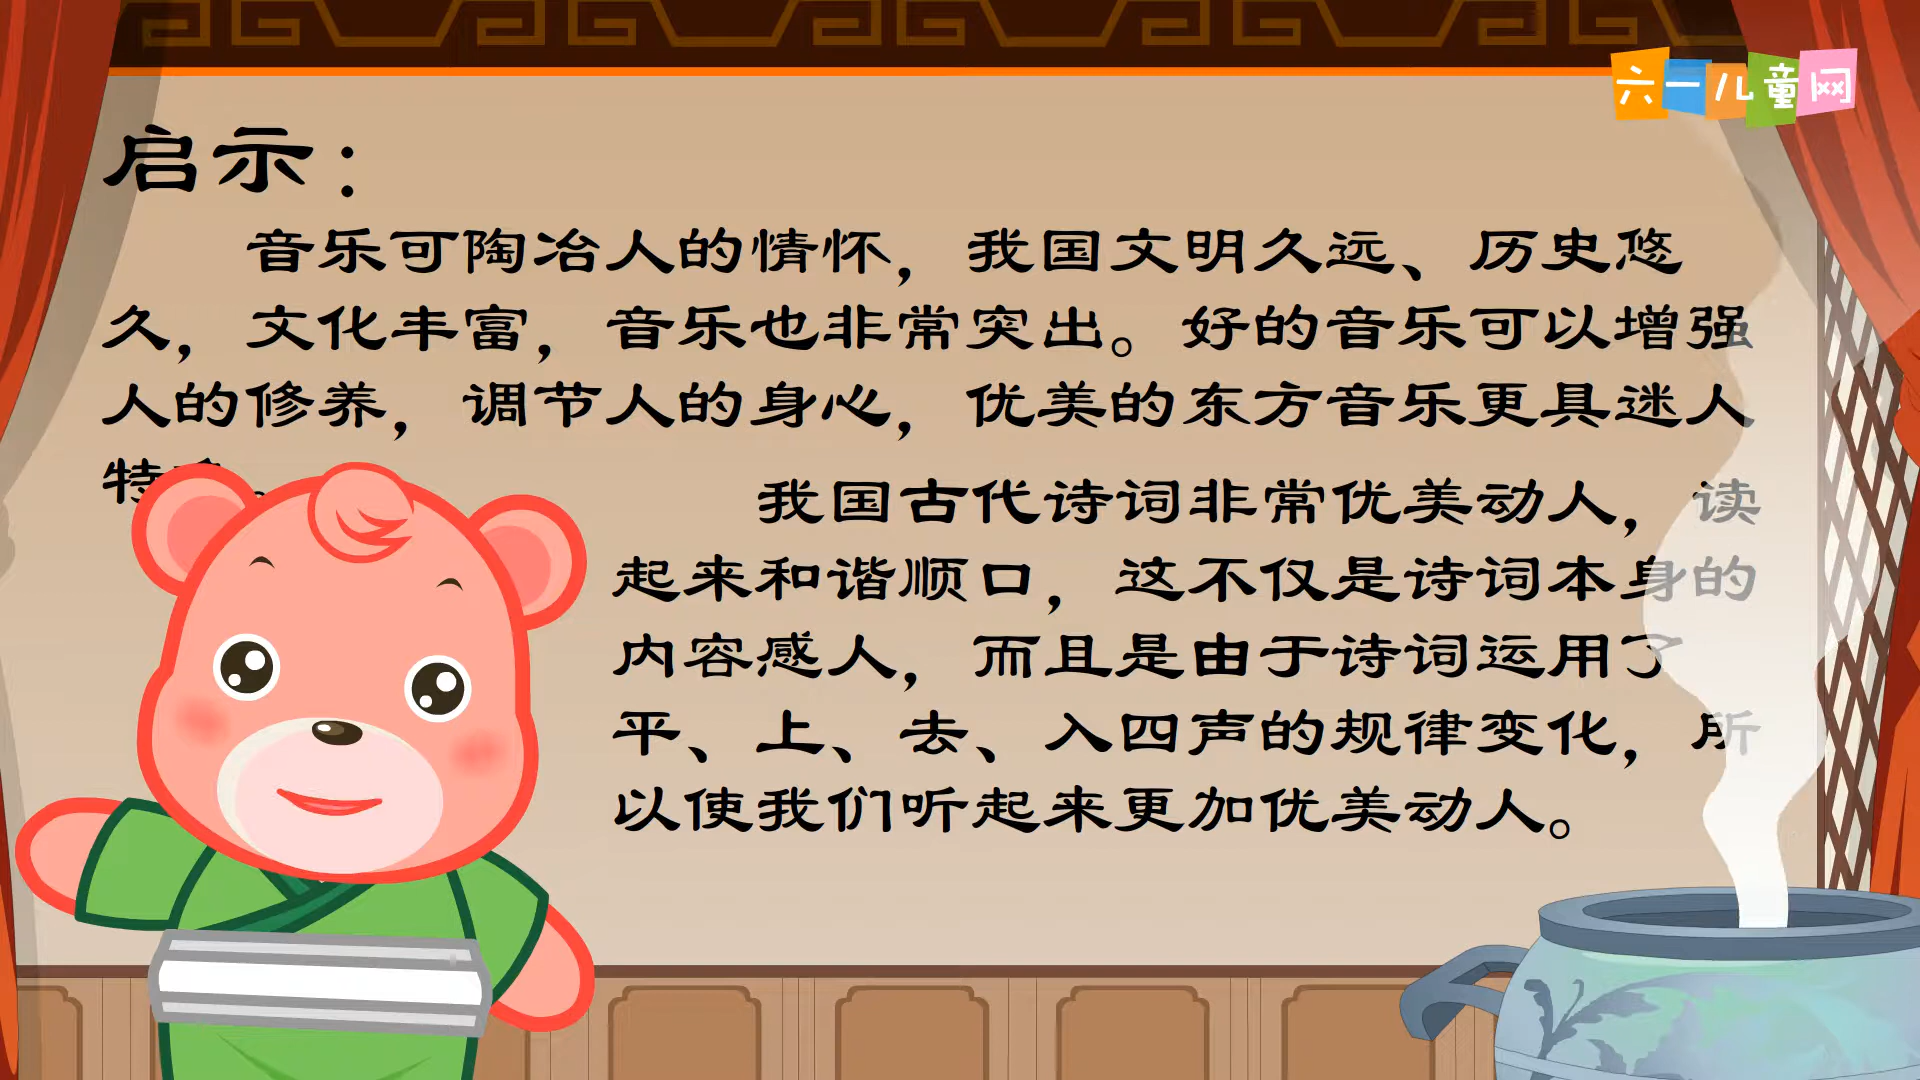 六一儿童网
启示：
音乐可陶冶人的情怀，我国文明久远、历史悠
久，文化丰富，音乐也非常突出。好的音乐可以增强
人的修养，调节人的身心，优美的东方音乐更具迷人
特
我国古代诗词非常优美动人，读
起来和谐顺口，这不仅是诗词本身的
内容感人，而且是由于诗词运用了
平、上、去、入四声的规律变化，所
以使我们听起来更加优美动人。